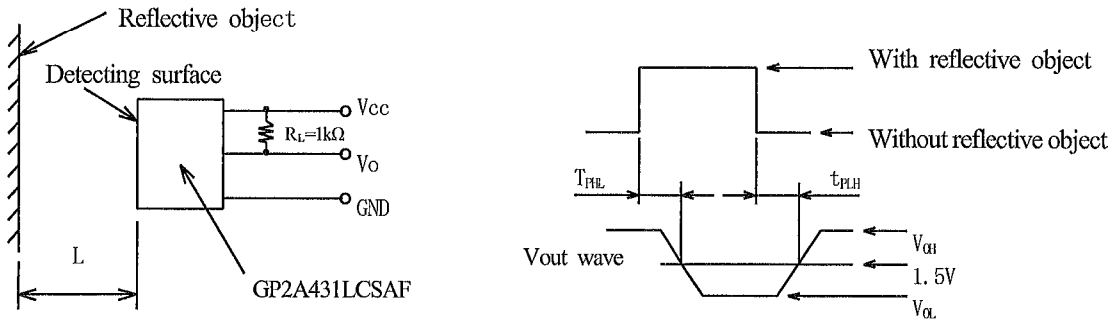 Reflective object
Detecting surface
Vcc
RL=1kΩ
Vo
GND
L
GP2A431LCSAF
With reflective object
Without reflective object
TPHL
tPLH
Vout wave
VOH
1.5V
VOL